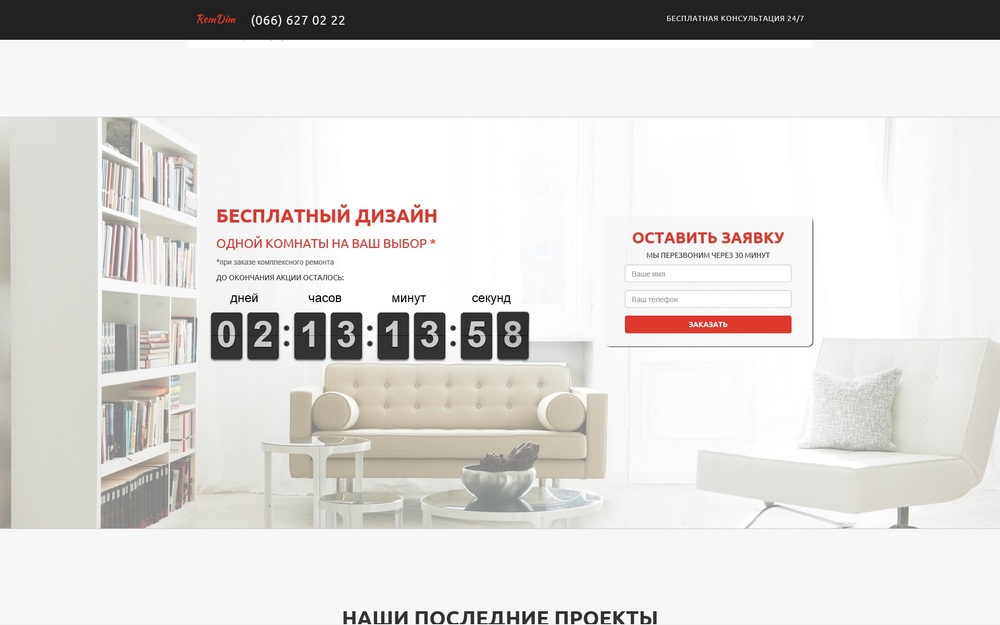 RemDim (066) 627 02 22 БЕСПЛАТНАЯ КОНСУЛЬТАЦИЯ 24/7
БЕСПЛАТНЫЙ ДИЗАЙН
ОДНОЙ КОМНАТЫ НА ВАШ ВЫБОР *
*при заказе комплексного ремонта
ДО ОКОНЧАНИЯ АКЦИИ ОСТАЛОСЬ:
дней часов минут секунд
02:13:13:58
ОСТАВИТЬ ЗАЯВКУ
МЫ ПЕРЕЗВОНИМ ЧЕРЕЗ 30 МИНУТ
Ваше имя
Ваш телефон
ЗАКАЗАТЬ
НАШИ ПОСЛЕДНИЕ ПРОЕКТЫ